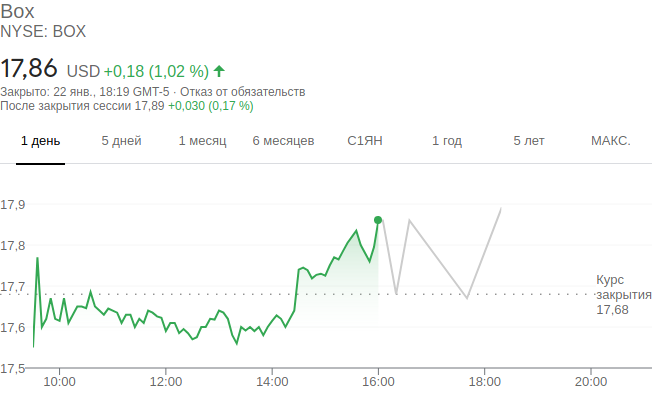 Box
NYSE: BOX
17,86 USD +0,18 (1,02 %)
Закрыто: 22 янв., 18:19 GMT-5 · Отказ от обязательств
После закрытия сессии 17,89 +0,030 (0,17 %)
1 день 5 дней 1 месяц 6 месяцев С1ЯН 1 год 5 лет МАКС.
17,9
17,8
17,7
Курс
закрытия
17,68
17,6
17,5
10:00 12:00 14:00 16:00 18:00 20:00